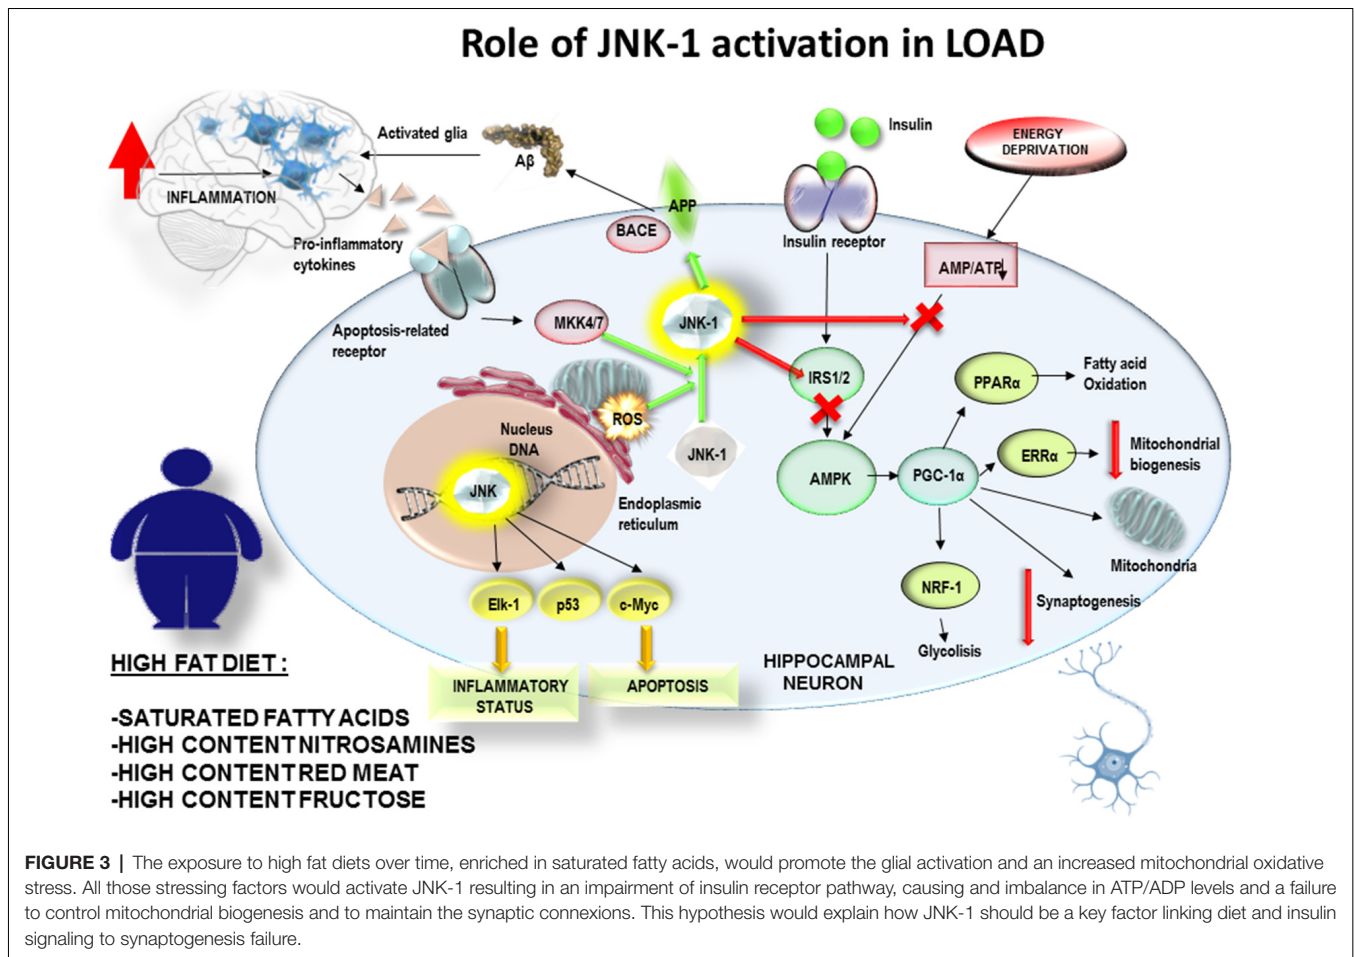 Role of JNK-1 activation in LOAD
Activated glia
Aβ
INFLAMMATION
Pro-inflammatory
cytokines
Apoptosis-related
receptor
MKK4/7
BACE
APP
JNK-1
Insulin
Insulin receptor
ENERGY
DEPRIVATION
AMP/ATP
IRS1/2
ROS
JNK-1
Nucleus
DNA
JNK
Endoplasmic
reticulum
AMPK
PGC-1α
PPARα
Fatty acid
Oxidation
ERRα
Mitochondrial
biogenesis
Mitochondria
NRF-1
Glycolisis
Synaptogenesis
Elk-1
p53
c-Myc
INFLAMMATORY
STATUS
APOPTOSIS
HIPPOCAMPAL
NEURON
HIGH FAT DIET :
-SATURATED FATTY ACIDS
-HIGH CONTENT NITROSAMINES
-HIGH CONTENT RED MEAT
-HIGH CONTENT FRUCTOSE
FIGURE 3 | The exposure to high fat diets over time, enriched in saturated fatty acids, would promote the glial activation and an increased mitochondrial oxidative
stress. All those stressing factors would activate JNK-1 resulting in an impairment of insulin receptor pathway, causing and imbalance in ATP/ADP levels and a failure
to control mitochondrial biogenesis and to maintain the synaptic connexions. This hypothesis would explain how JNK-1 should be a key factor linking diet and insulin
signaling to synaptogenesis failure.